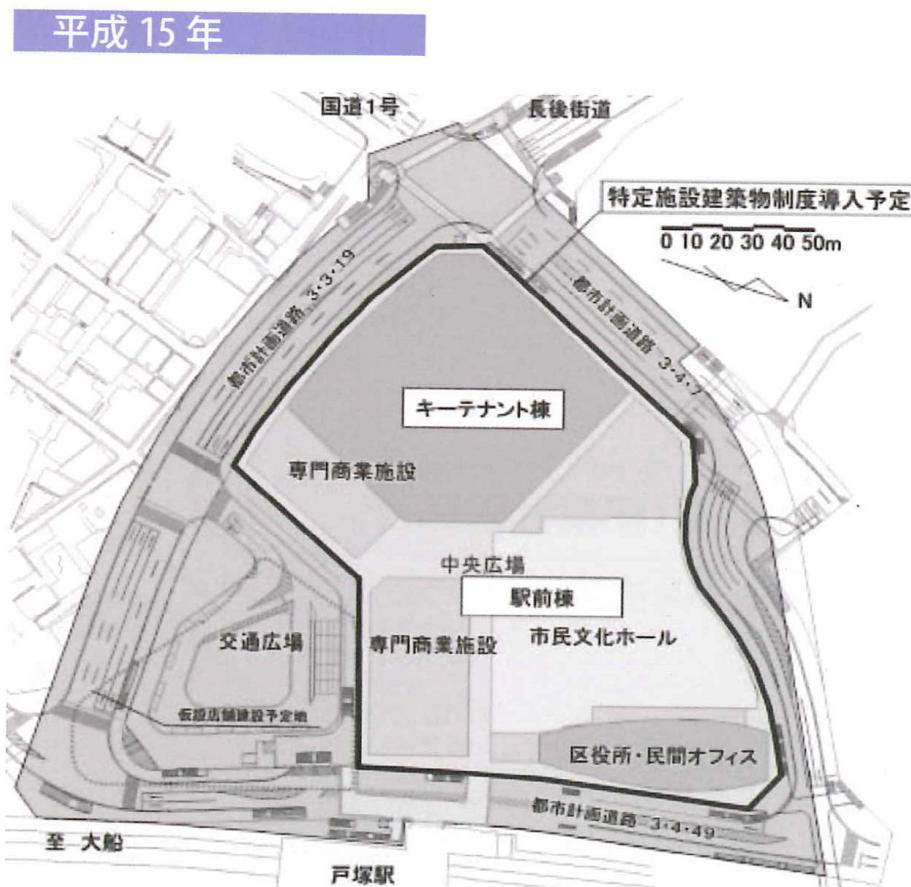 平成15年
国道1号
長後街道
特定施設建築物制度導入予定
0 10 20 30 40 50m
N
都市計画道路 3・3・19
都市計画道路 3・4・7
キーテナント棟
専門商業施設
中央広場
駅前棟
交通広場
専門商業施設
市民文化ホール
仮設店舗建設予定地
区役所・民間オフィス
都市計画道路 3・4・49
至 大船
戸塚駅